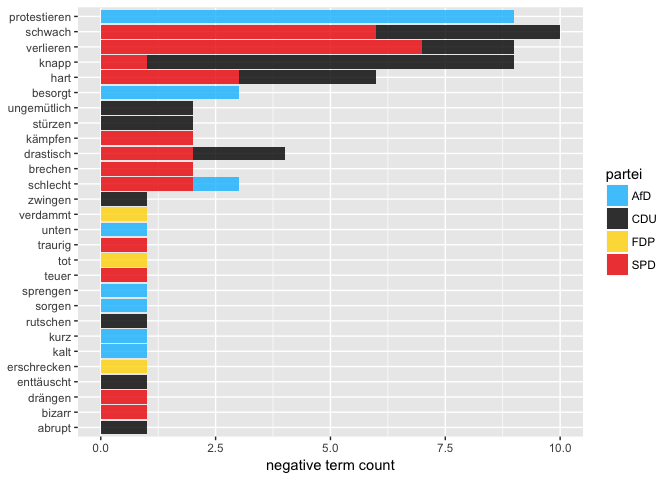 protestieren
schwach
verlieren
knapp
hart
besorgt
ungemütlich
stürzen
kämpfen
drastisch
brechen
schlecht
zwingen
verdammt
unten
traurig
tot
teuer
sprengen
sorgen
rutschen
kurz
kalt
erschrecken
enttäuscht
drängen
bizarr
abrupt
0.0 2.5 5.0 7.5 10.0
negative term count
partei
AfD
CDU
FDP
SPD